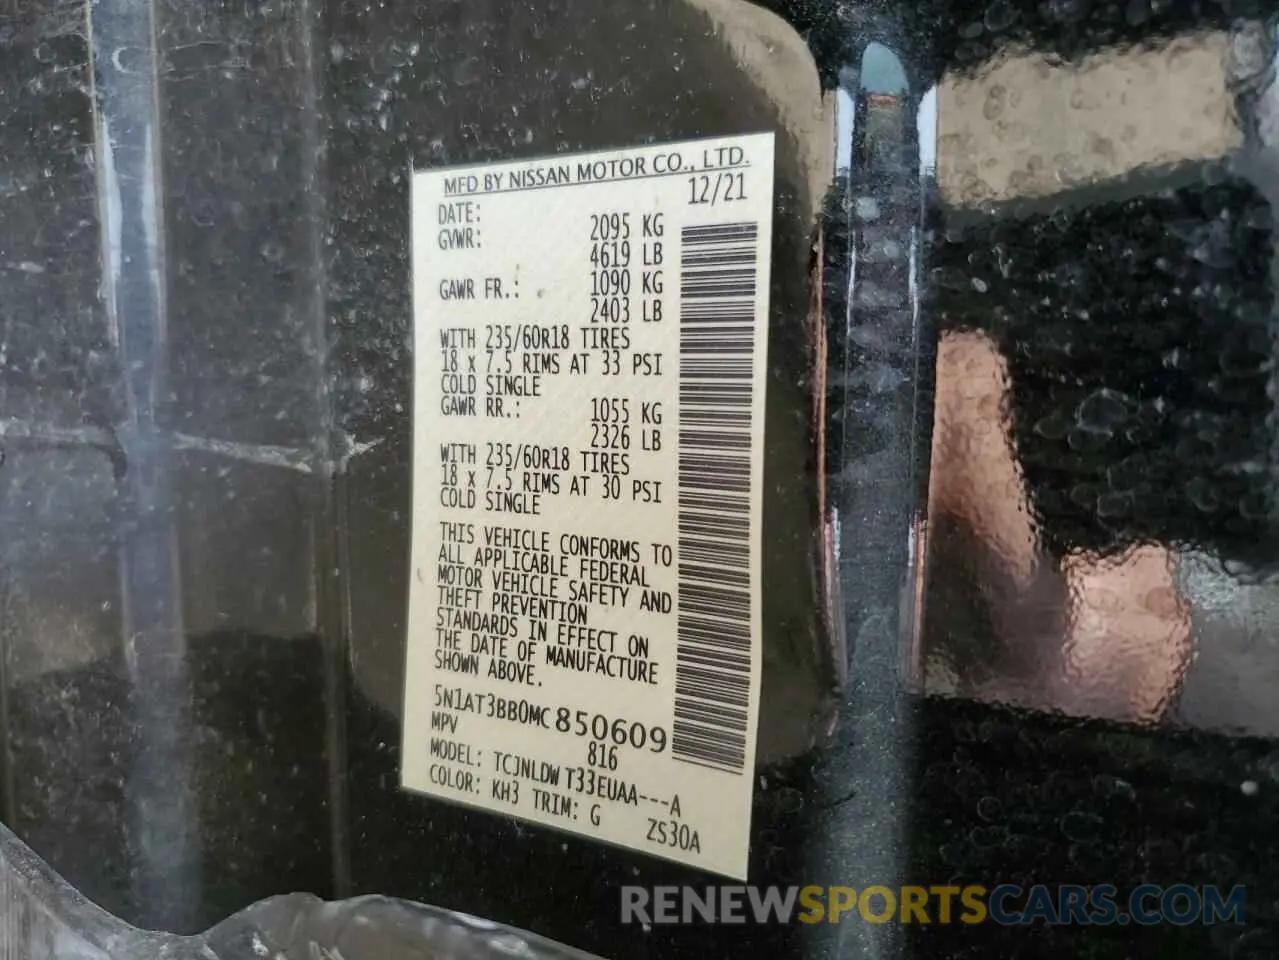 MFD BY NISSAN MOTOR CO., LTD.
DATE: 12/21
GVWR: 2095 KG
4619 LB
GAWR FR.: 1090 KG
2403 LB
WITH 235/60R18 TIRES
18 x 7.5 RIMS AT 33 PSI
COLD SINGLE
GAWR RR.: 1055 KG
2326 LB
WITH 235/60R18 TIRES
18 x 7.5 RIMS AT 30 PSI
COLD SINGLE
THIS VEHICLE CONFORMS TO
ALL APPLICABLE FEDERAL
MOTOR VEHICLE SAFETY AND
THEFT PREVENTION
STANDARDS IN EFFECT ON
THE DATE OF MANUFACTURE
SHOWN ABOVE.
5N1AT3BB0MC850609
MPV 816
MODEL: TCJNLDW T33EUAA---A
COLOR: KH3 TRIM: G ZS30A
RENEWSPORTSCARS.COM